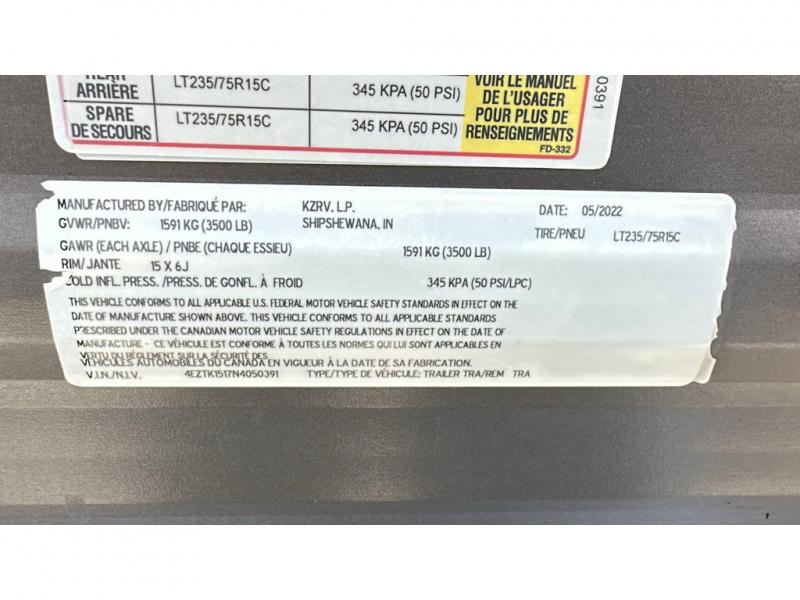 REAR
ARRIÈRE LT235/75R15C 345 KPA (50 PSI)
SPARE
DE SECOURS LT235/75R15C 345 KPA (50 PSI)
VOIR LE MANUEL
DE L'USAGER
POUR PLUS DE
RENSEIGNEMENTS
FD-332
0391
MANUFACTURED BY/FABRIQUÉ PAR: KZRV, L.P. DATE: 05/2022
GVWR/PNBV: 1591 KG (3500 LB) SHIPSHEWANA, IN TIRE/PNEU LT235/75R15C
GAWR (EACH AXLE) / PNBE (CHAQUE ESSIEU) 1591 KG (3500 LB)
RIM/JANTE 15 X 6J
COLD INFL. PRESS. /PRESS. DE GONFL. À FROID 345 KPA (50 PSI/LPC)
THIS VEHICLE CONFORMS TO ALL APPLICABLE U.S. FEDERAL MOTOR VEHICLE SAFETY STANDARDS IN EFFECT ON THE
DATE OF MANUFACTURE SHOWN ABOVE. THIS VEHICLE CONFORMS TO ALL APPLICABLE STANDARDS
PRESCRIBED UNDER THE CANADIAN MOTOR VEHICLE SAFETY REGULATIONS IN EFFECT ON THE DATE OF
MANUFACTURE - CE VÉHICULE EST CONFORME À TOUTES LES NORMES QUI LUI SONT APPLICABLES EN
VERTU DU RÈGLEMENT SUR LA SÉCURITÉ DES
VÉHICULES AUTOMOBILES DU CANADA EN VIGUEUR À LA DATE DE SA FABRICATION.
V.I.N./N.I.V. 4EZTK1517N4050391 TYPE/TYPE DE VÉHICULE: TRAILER TRA/REM TRA